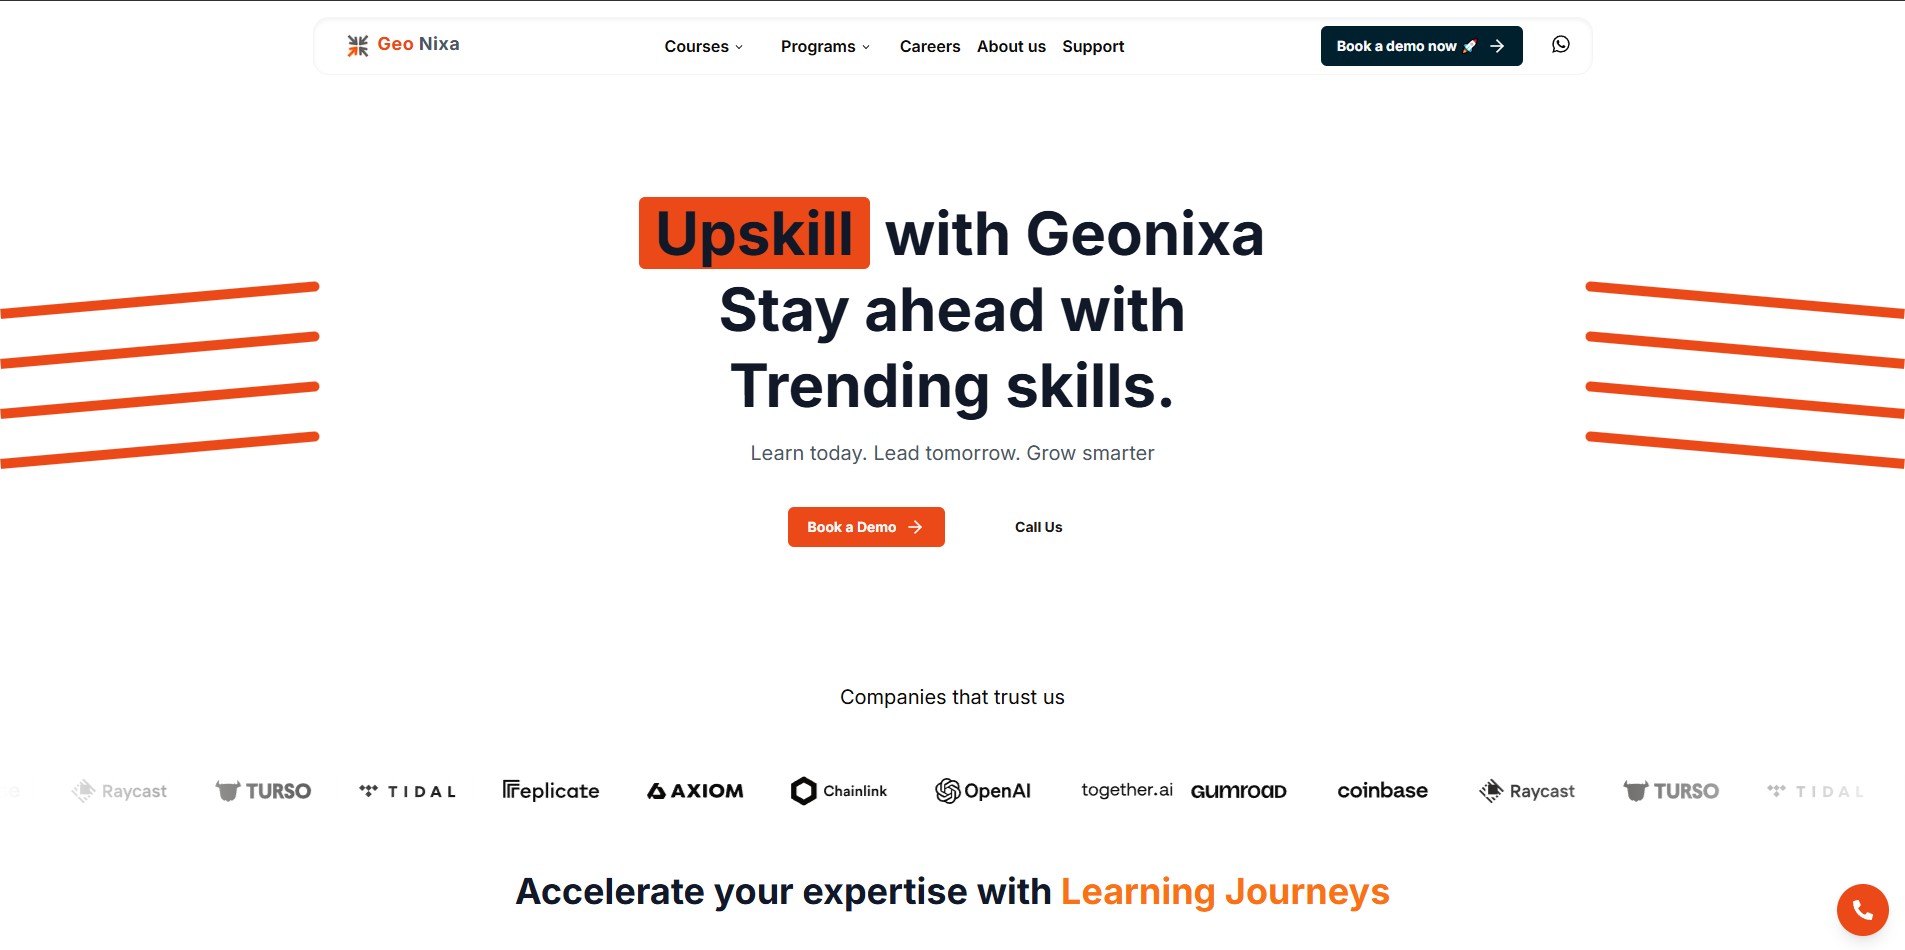 Geo Nixa
Courses
Programs
Careers
About us
Support
Book a demo now 🚀
Upskill with Geonixa
Stay ahead with
Trending skills.
Learn today. Lead tomorrow. Grow smarter
Book a Demo
Call Us
Companies that trust us
Raycast TURSO TIDAL Replicate AXIOM Chainlink OpenAI together.ai GUMROAD coinbase Raycast TURSO TIDAL
Accelerate your expertise with Learning Journeys